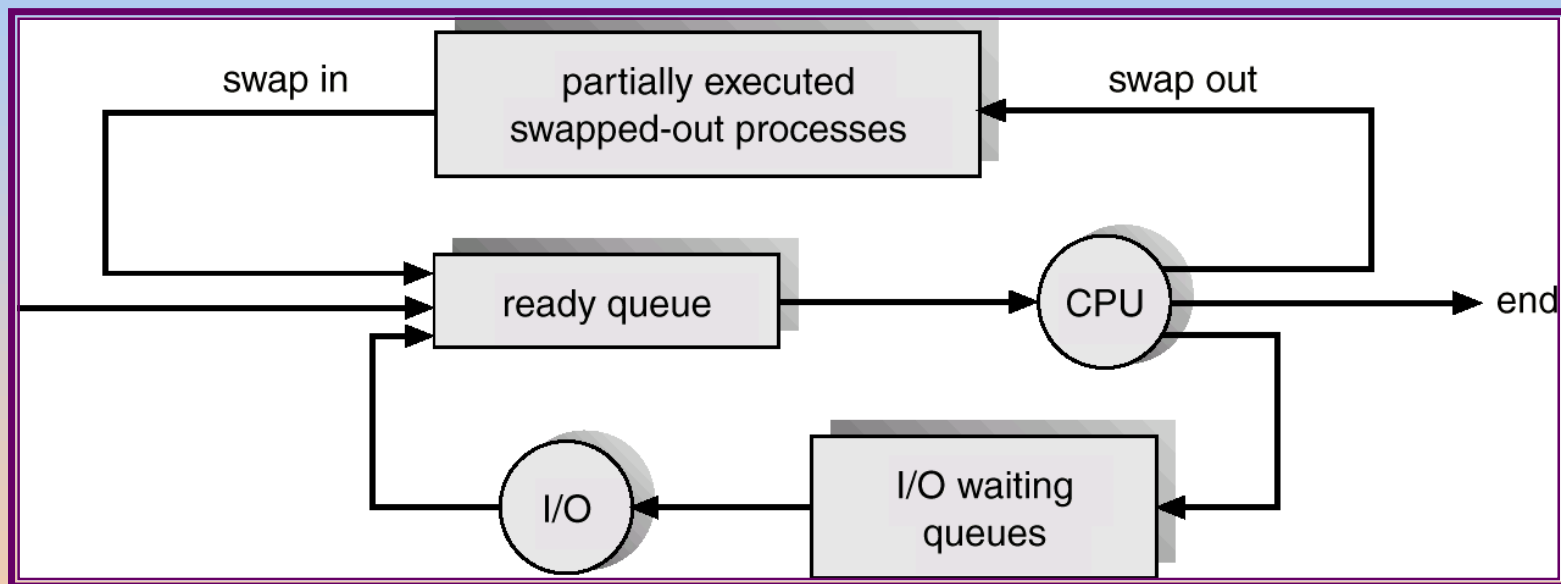 swap in
partially executed
swapped-out processes
swap out
ready queue
CPU
end
I/O
I/O waiting
queues